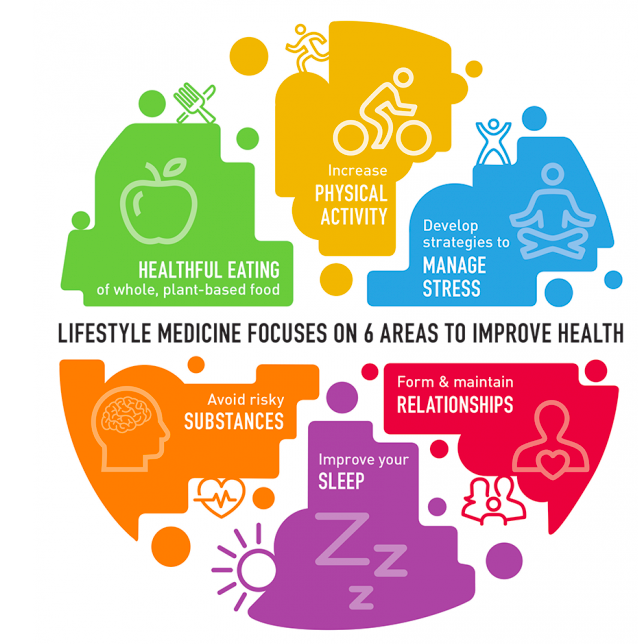 Increase
PHYSICAL
ACTIVITY
Develop
strategies to
MANAGE
STRESS
HEALTHFUL EATING
of whole, plant-based food
LIFESTYLE MEDICINE FOCUSES ON 6 AREAS TO IMPROVE HEALTH
Avoid risky
SUBSTANCES
Form & maintain
RELATIONSHIPS
Improve your
SLEEP
Z z z